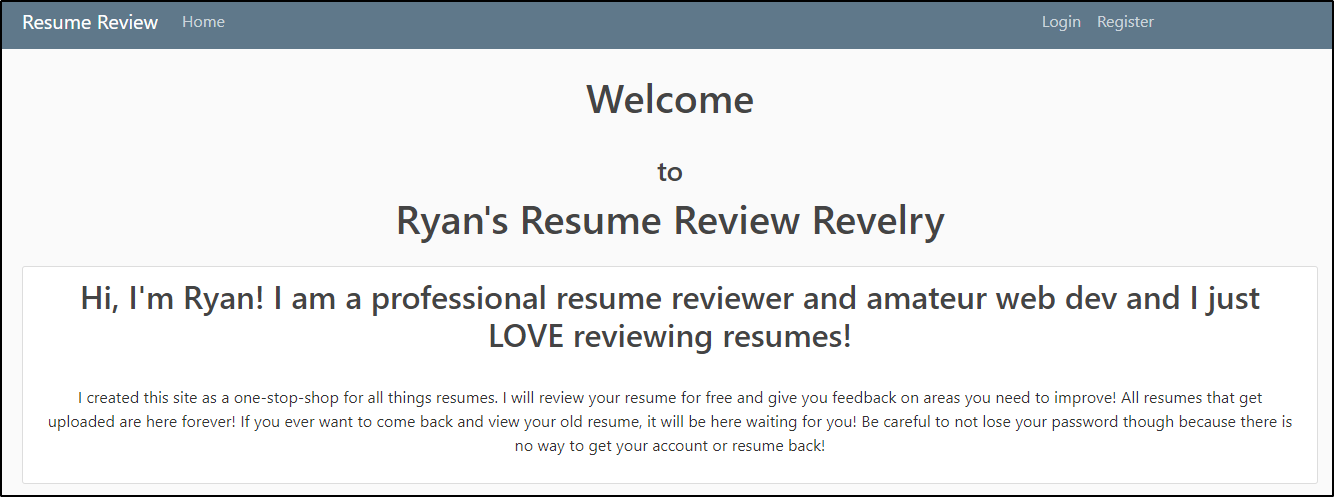 Resume Review Home Login Register
Welcome
to
Ryan's Resume Review Revelry
Hi, I'm Ryan! I am a professional resume reviewer and amateur web dev and I just
LOVE reviewing resumes!
I created this site as a one-stop-shop for all things resumes. I will review your resume for free and give you feedback on areas you need to improve! All resumes that get
uploaded are here forever! If you ever want to come back and view your old resume, it will be here waiting for you! Be careful to not lose your password though because there is
no way to get your account or resume back!